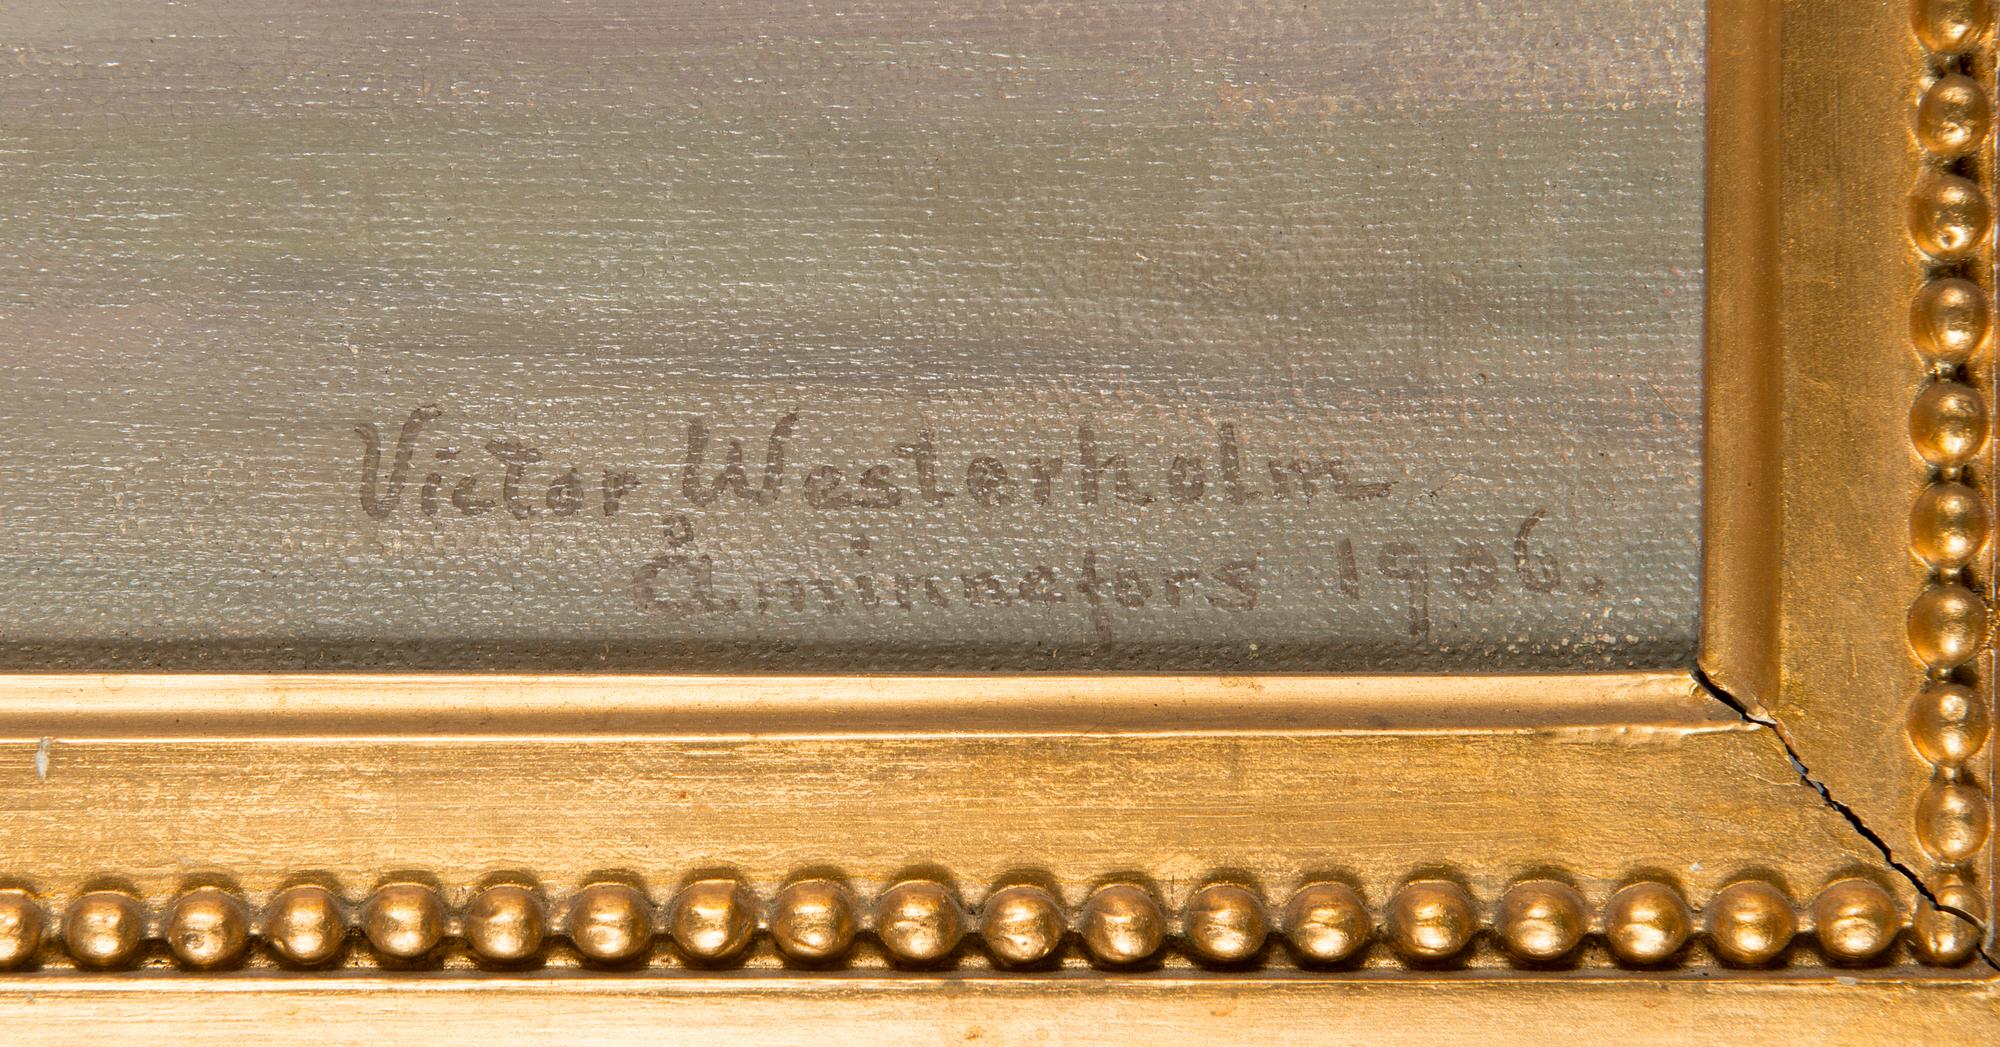 Victor Westerholm
Åminnefors 1906.